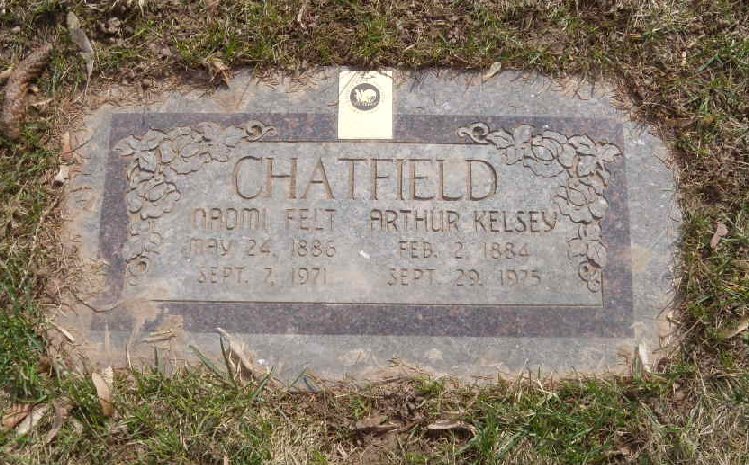 CHATFIELD
NAOMI FELT ARTHUR KELSEY
MAY 24, 1886 FEB. 2, 1884
SEPT. 7, 1971 SEPT. 29, 1975